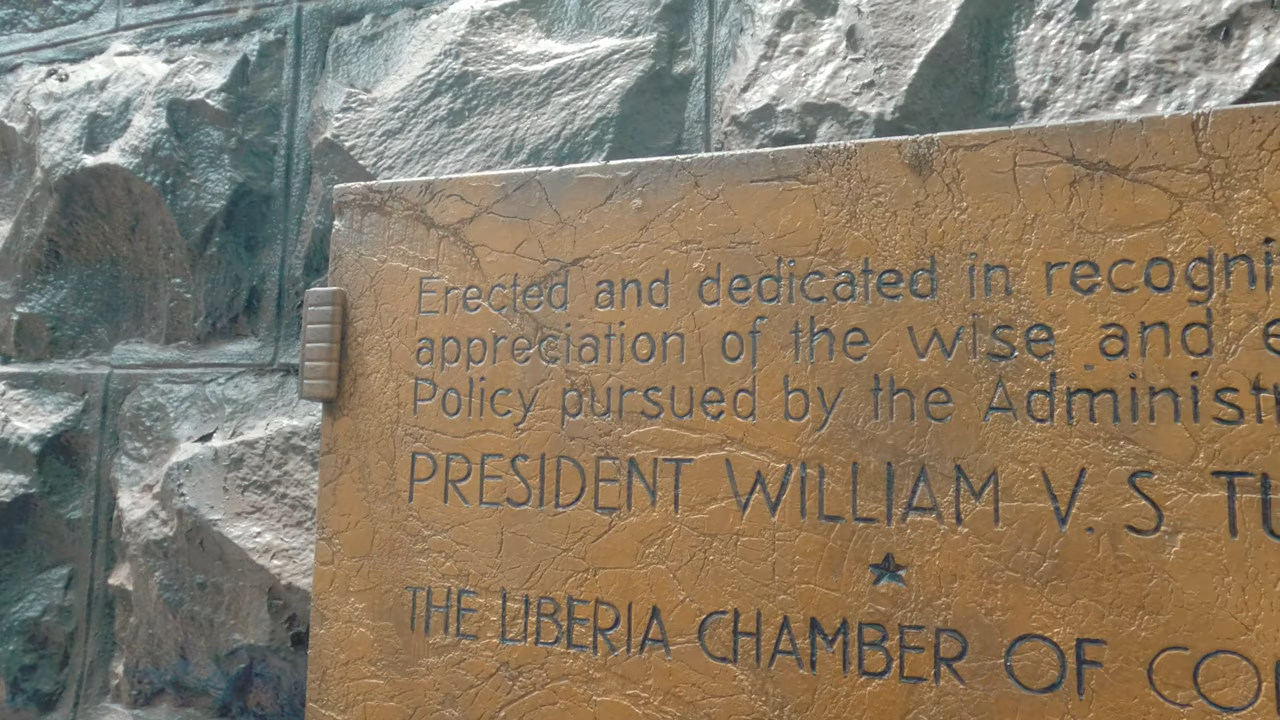 Erected and dedicated in recogni
appreciation of the wise and e
Policy pursued by the Administ
PRESIDENT WILLIAM V. S. TU
THE LIBERIA CHAMBER OF CO